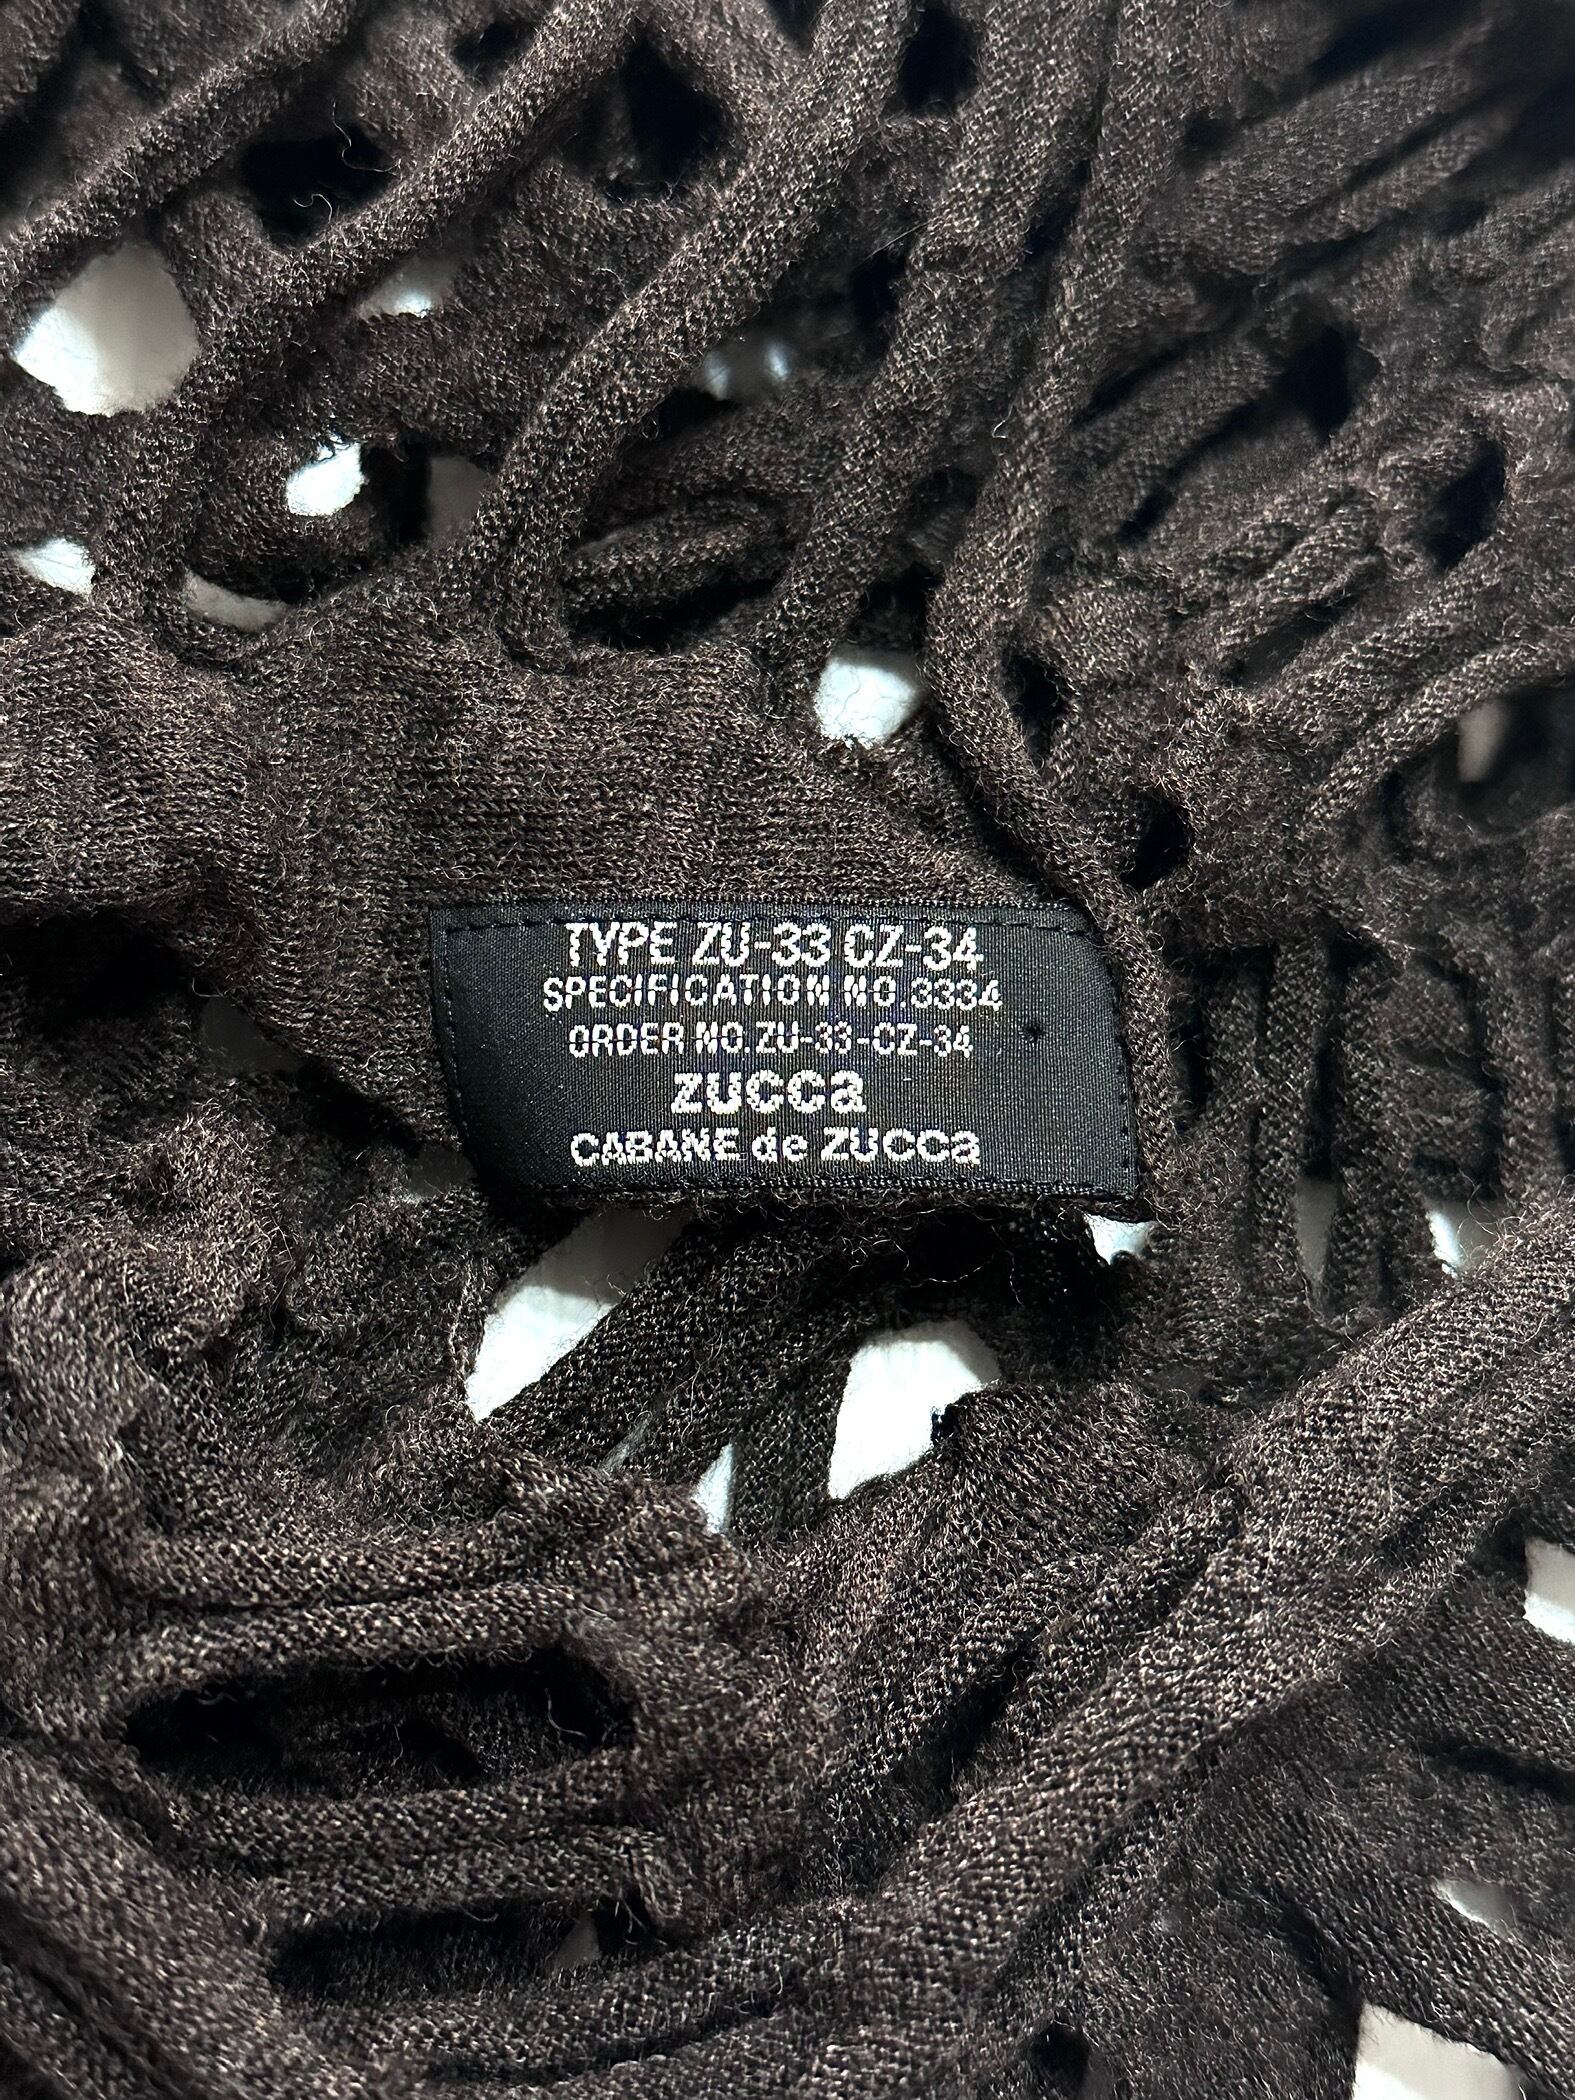 TYPE ZU-33 CZ-34
SPECIFICATION NO.3334
ORDER NO.ZU-33-CZ-34
zucca
CABANE de ZUCCa